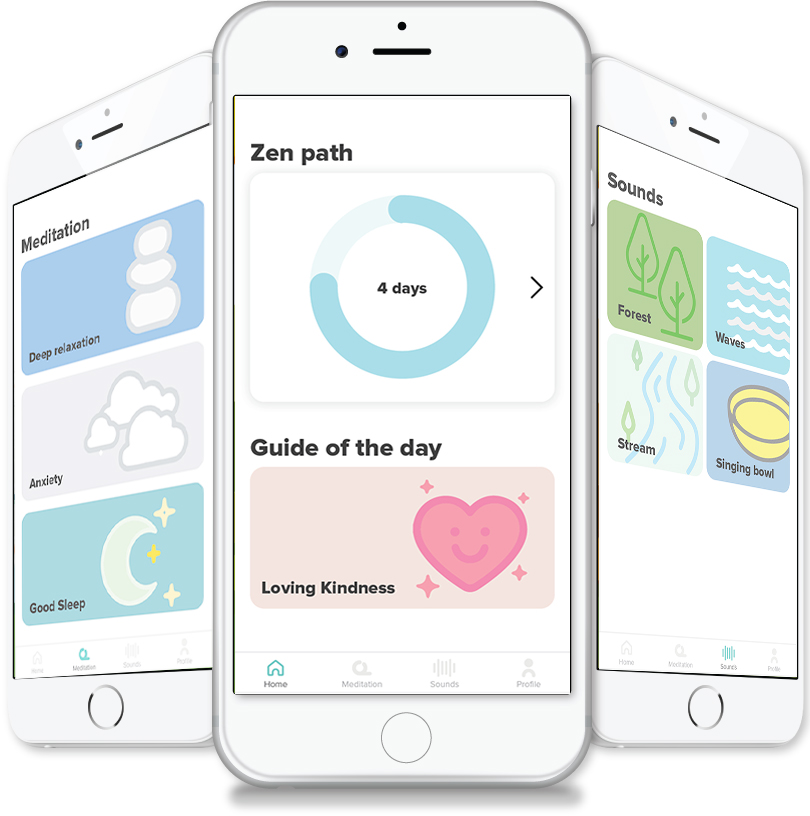 Meditation
Deep relaxation
Anxiety
Good Sleep
Home
Meditation
Sounds
Profile
Zen path
4 days
Guide of the day
Loving Kindness
Home
Meditation
Sounds
Profile
Sounds
Forest
Waves
Stream
Singing bowl
Home
Meditation
Sounds
Profile